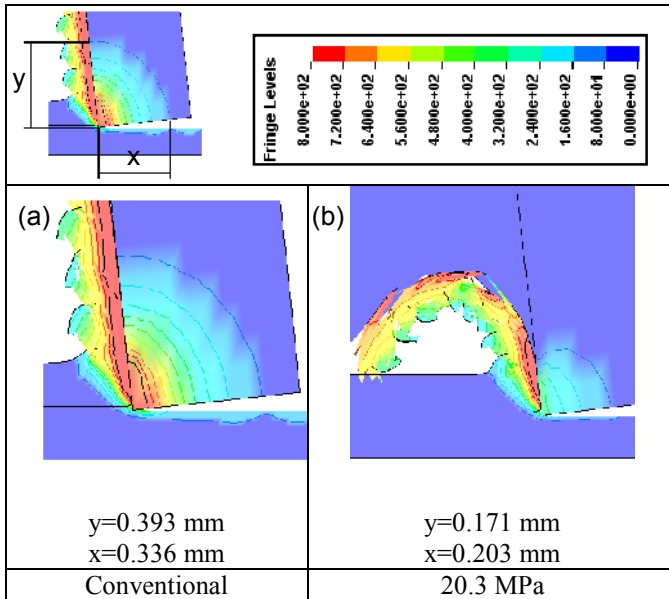 y
x
Fringe Levels
8.000e+02
7.200e+02
6.400e+02
5.600e+02
4.800e+02
4.000e+02
3.200e+02
2.400e+02
1.600e+02
8.000e+01
0.000e+00
(a)
(b)
y=0.393 mm
x=0.336 mm
y=0.171 mm
x=0.203 mm
Conventional
20.3 MPa